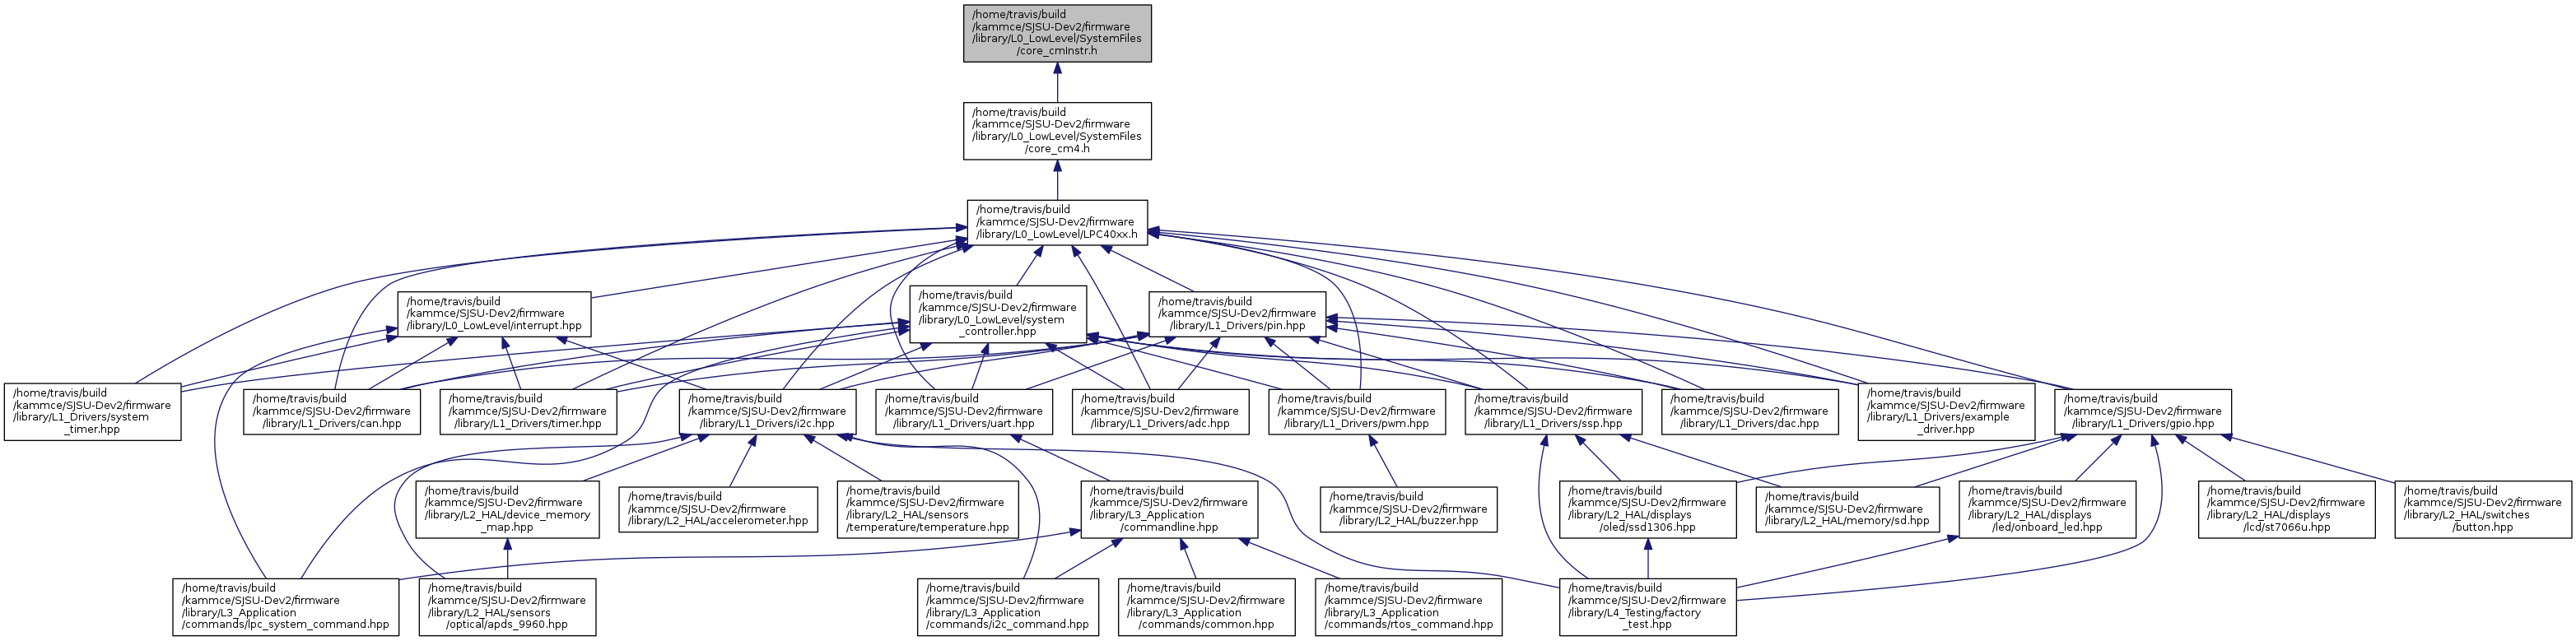 /home/travis/build
/kammce/SJSU-Dev2/firmware
/library/L0_LowLevel/SystemFiles
/core_cmInstr.h
/home/travis/build
/kammce/SJSU-Dev2/firmware
/library/L0_LowLevel/SystemFiles
/core_cm4.h
/home/travis/build
/kammce/SJSU-Dev2/firmware
/library/L0_LowLevel/LPC40xx.h
/home/travis/build
/kammce/SJSU-Dev2/firmware
/library/L0_LowLevel/interrupt.hpp
/home/travis/build
/kammce/SJSU-Dev2/firmware
/library/L0_LowLevel/system
_controller.hpp
/home/travis/build
/kammce/SJSU-Dev2/firmware
/library/L1_Drivers/pin.hpp
/home/travis/build
/kammce/SJSU-Dev2/firmware
/library/L1_Drivers/system
_timer.hpp
/home/travis/build
/kammce/SJSU-Dev2/firmware
/library/L1_Drivers/can.hpp
/home/travis/build
/kammce/SJSU-Dev2/firmware
/library/L1_Drivers/timer.hpp
/home/travis/build
/kammce/SJSU-Dev2/firmware
/library/L1_Drivers/i2c.hpp
/home/travis/build
/kammce/SJSU-Dev2/firmware
/library/L1_Drivers/uart.hpp
/home/travis/build
/kammce/SJSU-Dev2/firmware
/library/L1_Drivers/adc.hpp
/home/travis/build
/kammce/SJSU-Dev2/firmware
/library/L1_Drivers/pwm.hpp
/home/travis/build
/kammce/SJSU-Dev2/firmware
/library/L1_Drivers/ssp.hpp
/home/travis/build
/kammce/SJSU-Dev2/firmware
/library/L1_Drivers/dac.hpp
/home/travis/build
/kammce/SJSU-Dev2/firmware
/library/L1_Drivers/example
_driver.hpp
/home/travis/build
/kammce/SJSU-Dev2/firmware
/library/L1_Drivers/gpio.hpp
/home/travis/build
/kammce/SJSU-Dev2/firmware
/library/L2_HAL/device_memory
_map.hpp
/home/travis/build
/kammce/SJSU-Dev2/firmware
/library/L2_HAL/accelerometer.hpp
/home/travis/build
/kammce/SJSU-Dev2/firmware
/library/L2_HAL/sensors
/temperature/temperature.hpp
/home/travis/build
/kammce/SJSU-Dev2/firmware
/library/L3_Application
/commandline.hpp
/home/travis/build
/kammce/SJSU-Dev2/firmware
/library/L2_HAL/buzzer.hpp
/home/travis/build
/kammce/SJSU-Dev2/firmware
/library/L2_HAL/displays
/oled/ssd1306.hpp
/home/travis/build
/kammce/SJSU-Dev2/firmware
/library/L2_HAL/memory/sd.hpp
/home/travis/build
/kammce/SJSU-Dev2/firmware
/library/L2_HAL/displays
/led/onboard_led.hpp
/home/travis/build
/kammce/SJSU-Dev2/firmware
/library/L2_HAL/displays
/lcd/st7066u.hpp
/home/travis/build
/kammce/SJSU-Dev2/firmware
/library/L2_HAL/switches
/button.hpp
/home/travis/build
/kammce/SJSU-Dev2/firmware
/library/L3_Application
/commands/lpc_system_command.hpp
/home/travis/build
/kammce/SJSU-Dev2/firmware
/library/L2_HAL/sensors
/optical/apds_9960.hpp
/home/travis/build
/kammce/SJSU-Dev2/firmware
/library/L3_Application
/commands/i2c_command.hpp
/home/travis/build
/kammce/SJSU-Dev2/firmware
/library/L3_Application
/commands/common.hpp
/home/travis/build
/kammce/SJSU-Dev2/firmware
/library/L3_Application
/commands/rtos_command.hpp
/home/travis/build
/kammce/SJSU-Dev2/firmware
/library/L4_Testing/factory
_test.hpp